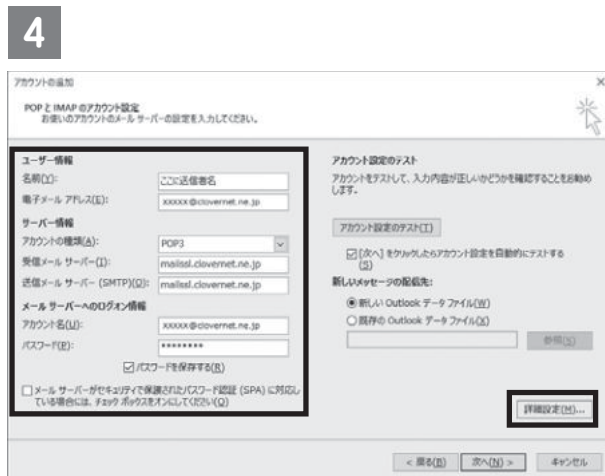 4
アカウントの追加
×
POP と IMAP のアカウント設定
お使いのアカウントのメール サーバーの設定を入力してください。
ユーザー情報
名前(Y):
ここに送信者名
電子メール アドレス(E):
xxxxx@clovernet.ne.jp
サーバー情報
アカウントの種類(A):
POP3
受信メール サーバー(I):
mailssl.clovernet.ne.jp
送信メール サーバー (SMTP)(O):
mailssl.clovernet.ne.jp
メール サーバーへのログオン情報
アカウント名(U):
xxxxx@clovernet.ne.jp
パスワード(P):
********
パスワードを保存する(R)
メール サーバーがセキュリティで保護されたパスワード認証 (SPA) に対応し
ている場合には、チェック ボックスをオンにしてください(Q)
アカウント設定のテスト
アカウントをテストして、入力内容が正しいかどうかを確認することをお勧め
します。
アカウント設定のテスト(T)
[次へ] をクリックしたらアカウント設定を自動的にテストする
(S)
新しいメッセージの配信先:
新しい Outlook データ ファイル(W)
既存の Outlook データ ファイル(X)
参照(S)
詳細設定(M)...
< 戻る(B)
次へ(N) >
キャンセル